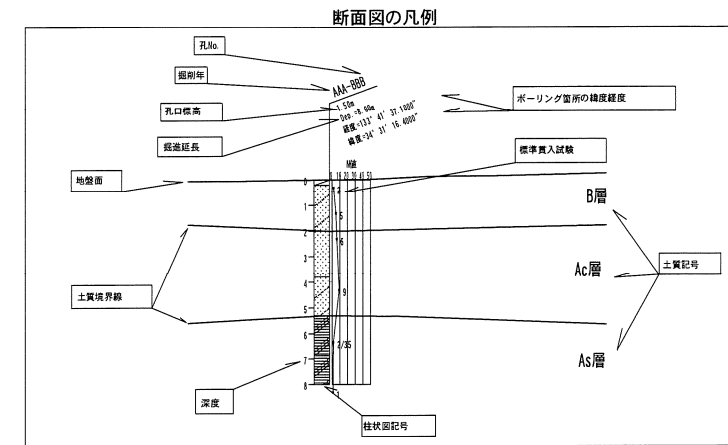 断面図の凡例
孔No.
掘削年
AAA-BBB
孔口標高
1.50m
Dep.=8.00m
経度=133° 41' 37.1000"
緯度=34° 31' 16.4000"
ボーリング箇所の緯度経度
掘進延長
標準貫入試験
N値
0 10 20 30 40 50
地盤面
0
2
B層
1
5
2
6
3
Ac層
土質記号
4
9
土質境界線
5
6
2/35
As層
7
8
1
深度
柱状図記号